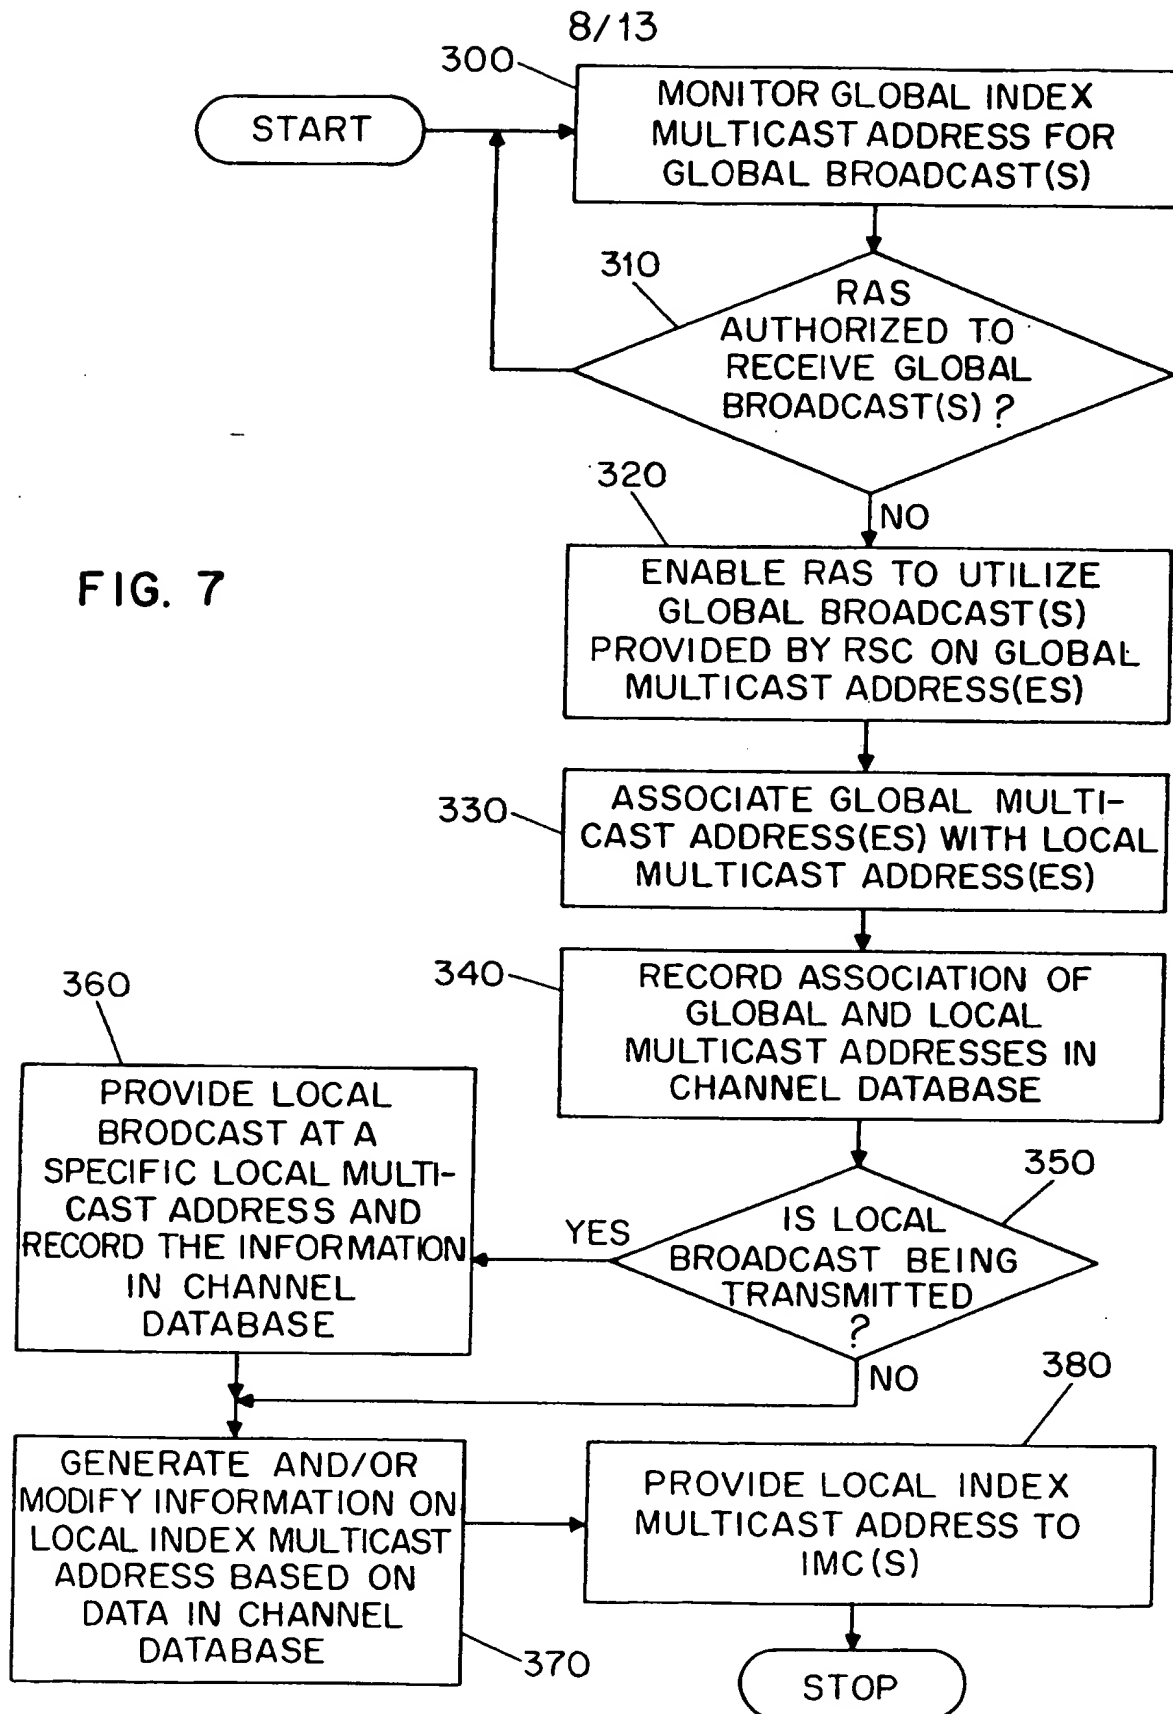 8/13
300
START
MONITOR GLOBAL INDEX
MULTICAST ADDRESS FOR
GLOBAL BROADCAST(S)
310
RAS
AUTHORIZED TO
RECEIVE GLOBAL
BROADCAST(S)?
320
NO
FIG. 7
ENABLE RAS TO UTILIZE
GLOBAL BROADCAST(S)
PROVIDED BY RSC ON GLOBAL
MULTICAST ADDRESS(ES)
330
ASSOCIATE GLOBAL MULTI-
CAST ADDRESS(ES) WITH LOCAL
MULTICAST ADDRESS(ES)
340
RECORD ASSOCIATION OF
GLOBAL AND LOCAL
MULTICAST ADDRESSES IN
CHANNEL DATABASE
360
PROVIDE LOCAL
BRODCAST AT A
SPECIFIC LOCAL MULTI-
CAST ADDRESS AND
RECORD THE INFORMATION
IN CHANNEL
DATABASE
350
YES
IS LOCAL
BROADCAST BEING
TRANSMITTED
?
NO
380
GENERATE AND/OR
MODIFY INFORMATION ON
LOCAL INDEX MULTICAST
ADDRESS BASED ON
DATA IN CHANNEL
DATABASE
370
PROVIDE LOCAL INDEX
MULTICAST ADDRESS TO
IMC(S)
STOP